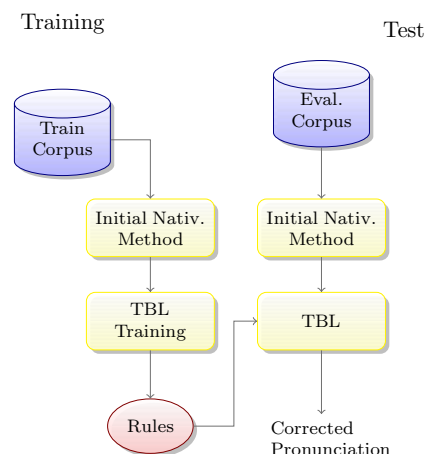 Training
Test
Train
Corpus
Eval.
Corpus
Initial Nativ.
Method
Initial Nativ.
Method
TBL
Training
TBL
Rules
Corrected
Pronunciation